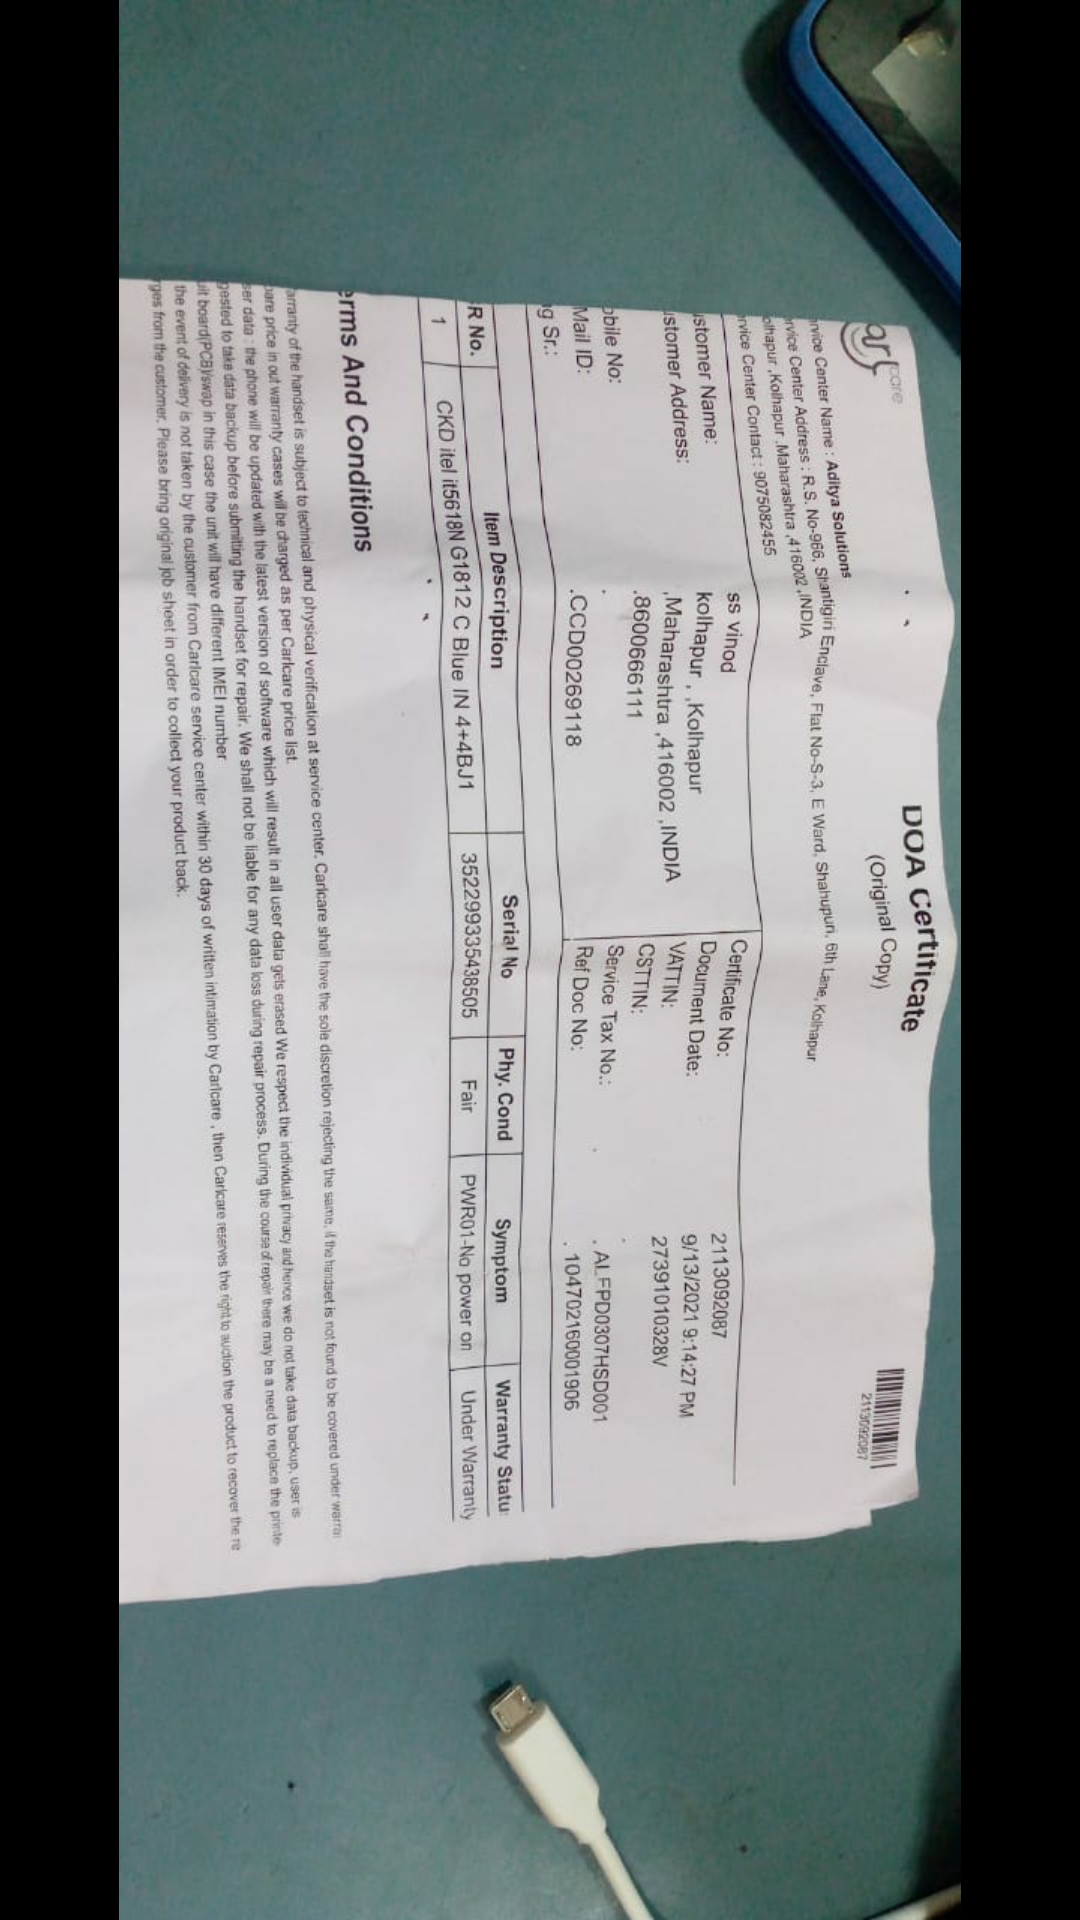 care
DOA Certificate
(Original Copy)
2113092087
rvice Center Name : Aditya Solutions
rvice Center Address : R.S. No-966, Shantigiri Enclave, Flat No-S-3, E Ward, Shahupuri, 6th Lane, Kolhapur
olhapur ,Kolhapur ,Maharashtra ,416002 ,INDIA
rvice Center Contact : 9075082455
ustomer Name: ss vinod
ustomer Address: kolhapur , ,Kolhapur
,Maharashtra ,416002 ,INDIA
obile No: .8600666111
Mail ID: .
g Sr.: .CCD00269118
Certificate No: 2113092087
Document Date: 9/13/2021 9:14:27 PM
VATTIN: 27391010328V
CSTTIN: .
Service Tax No.: . ALFPD0307HSD001
Ref Doc No: . 104702160001906
R No. Item Description Serial No Phy. Cond Symptom Warranty Statu
1 CKD itel it5618N G1812 C Blue IN 4+4BJ1 352299335438505 Fair PWR01-No power on Under Warranty
erms And Conditions
arranty of the handset is subject to technical and physical verification at service center. Carlcare shall have the sole discretion rejecting the same, if the handset is not found to be covered under warra
pare price in out warranty cases will be charged as per Carlcare price list.
ser data : the phone will be updated with the latest version of software which will result in all user data gets erased We respect the individual privacy and hence we do not take data backup, user is
gested to take data backup before submitting the handset for repair. We shall not be liable for any data loss during repair process. During the course of repair there may be a need to replace the printe
uit board(PCB)/swap in this case the unit will have different IMEI number
the event of delivery is not taken by the customer from Carlcare service center within 30 days of written intimation by Carlcare , then Carlcare reserves the right to auction the product to recover the re
rges from the customer. Please bring original job sheet in order to collect your product back.